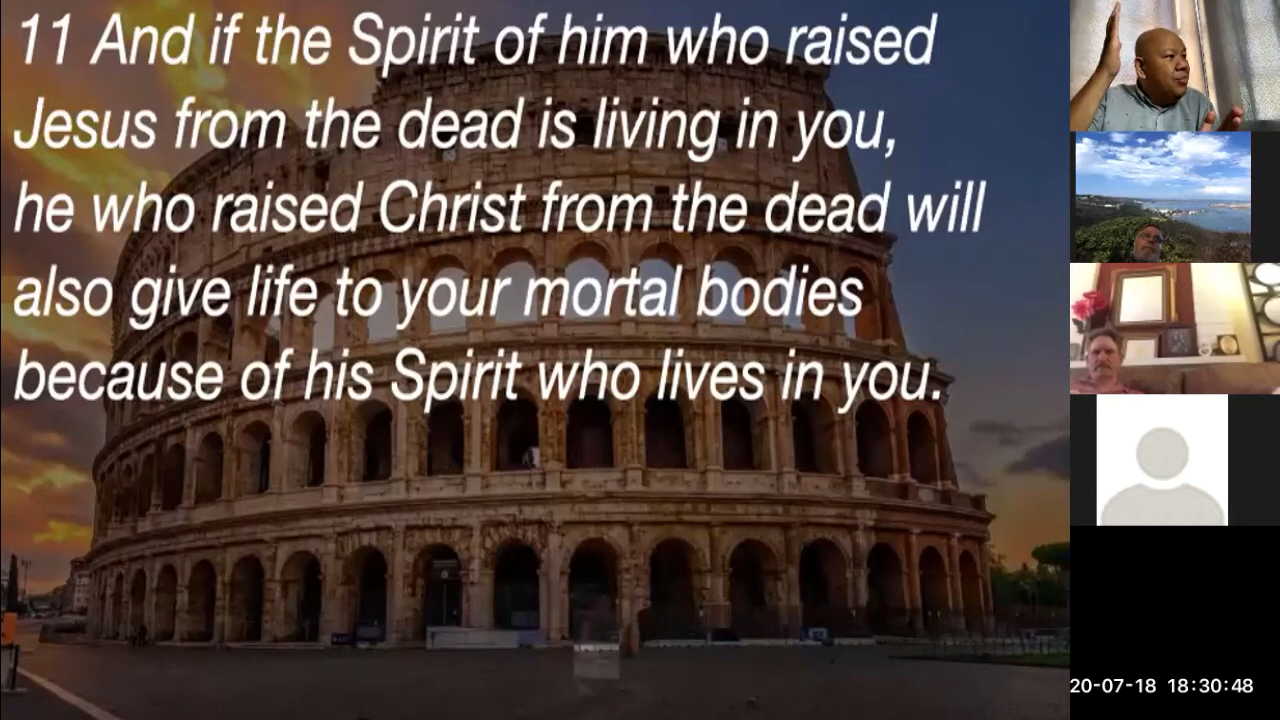 11 And if the Spirit of him who raised
Jesus from the dead is living in you,
he who raised Christ from the dead will
also give life to your mortal bodies
because of his Spirit who lives in you.
20-07-18 18:30:48